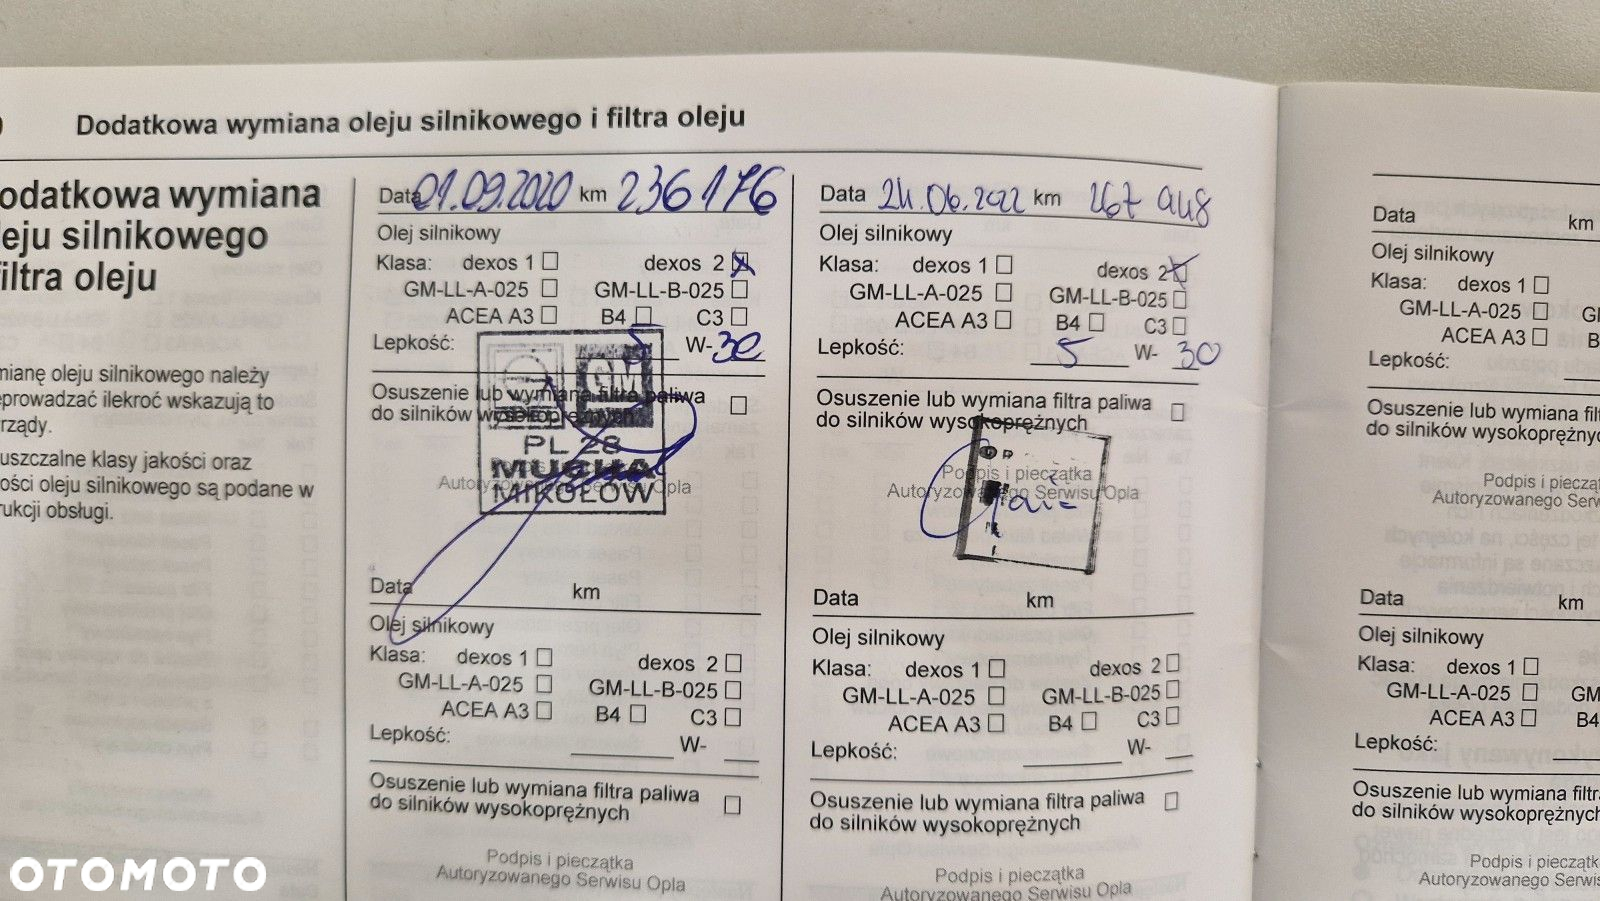 Dodatkowa wymiana oleju silnikowego i filtra oleju
odatkowa wymiana
eju silnikowego
filtra oleju
mianę oleju silnikowego należy
eprowadzać ilekroć wskazują to
rządy.
uszczalne klasy jakości oraz
ości oleju silnikowego są podane w
rukcji obsługi.
Data 01.09.2020 km 236176
Olej silnikowy
Klasa: dexos 1 dexos 2
GM-LL-A-025 GM-LL-B-025
ACEA A3 B4 C3
Lepkość: 5 W-30
Osuszenie lub wymiana filtra paliwa
do silników wysokoprężnych
GM
PL 28
MUCHA
MIKOŁÓW
Podpis i pieczątka
Autoryzowanego Serwisu Opla
Data km
Olej silnikowy
Klasa: dexos 1 dexos 2
GM-LL-A-025 GM-LL-B-025
ACEA A3 B4 C3
Lepkość: W-
Osuszenie lub wymiana filtra paliwa
do silników wysokoprężnych
Podpis i pieczątka
Autoryzowanego Serwisu Opla
Data 24.06.2022 km 267 948
Olej silnikowy
Klasa: dexos 1 dexos 2
GM-LL-A-025 GM-LL-B-025
ACEA A3 B4 C3
Lepkość: 5 W- 30
Osuszenie lub wymiana filtra paliwa
do silników wysokoprężnych
Podpis i pieczątka
Autoryzowanego Serwisu Opla
Data km
Olej silnikowy
Klasa: dexos 1 dexos 2
GM-LL-A-025 GM-LL-B-025
ACEA A3 B4 C3
Lepkość: W-
Osuszenie lub wymiana filtra paliwa
do silników wysokoprężnych
Podpis i pieczątka
Autoryzowanego Serwisu Opla
Data km
Olej silnikowy
Klasa: dexos 1
GM-LL-A-025 G
ACEA A3 B
Lepkość:
Osuszenie lub wymiana filt
do silników wysokoprężny
Podpis i pieczą
Autoryzowanego Serwis
Data km
Olej silnikowy
Klasa: dexos 1
GM-LL-A-025 GM
ACEA A3 B4
Lepkość:
Osuszenie lub wymiana filtr
do silników wysokoprężnych
Podpis i pieczątk
Autoryzowanego Serwis
OTOMOTO